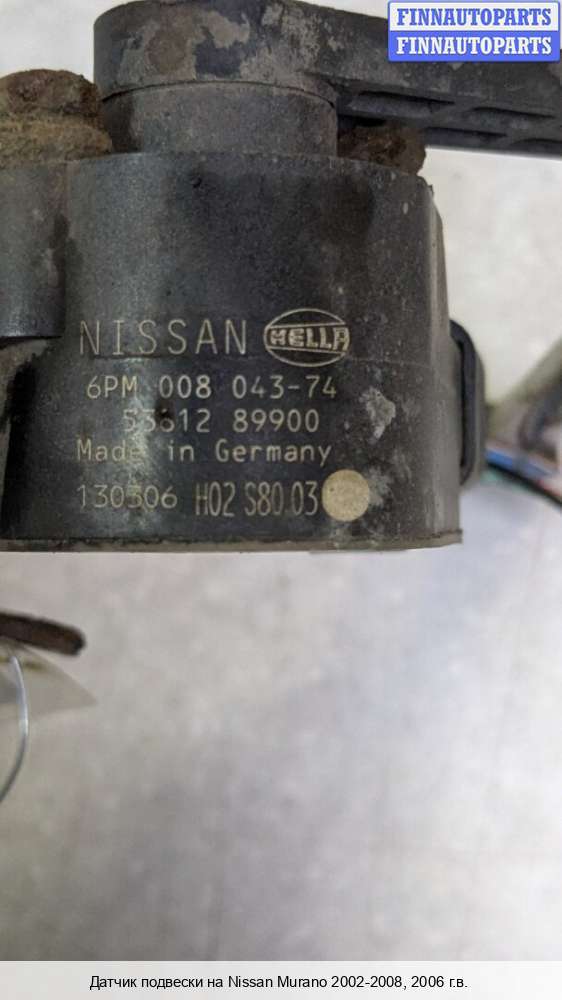 FINNAUTOPARTS
FINNAUTOPARTS
NISSAN HELLA
6PM 008 043-74
53812 89900
Made in Germany
130306 H02 S80.03
Датчик подвески на Nissan Murano 2002-2008, 2006 г.в.